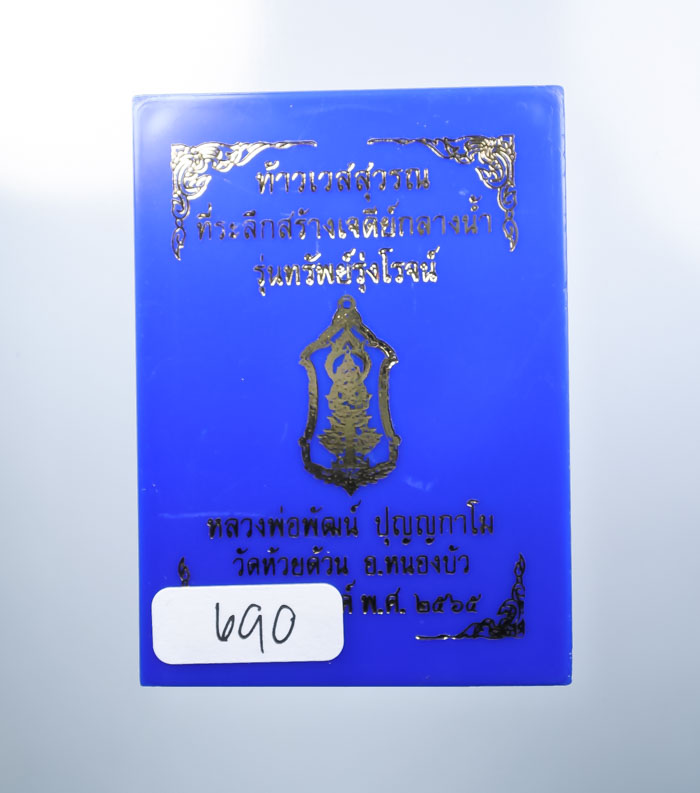 ท้าวเวสสุวรรณ
ที่ระลึกสร้างเจดีย์กลางน้ำ
รุ่นทรัพย์รุ่งโรจน์
หลวงพ่อพัฒน์ ปุญญกาโม
วัดห้วยด้วน อ.หนองบัว
พ.ศ. ๒๕๖๕
690